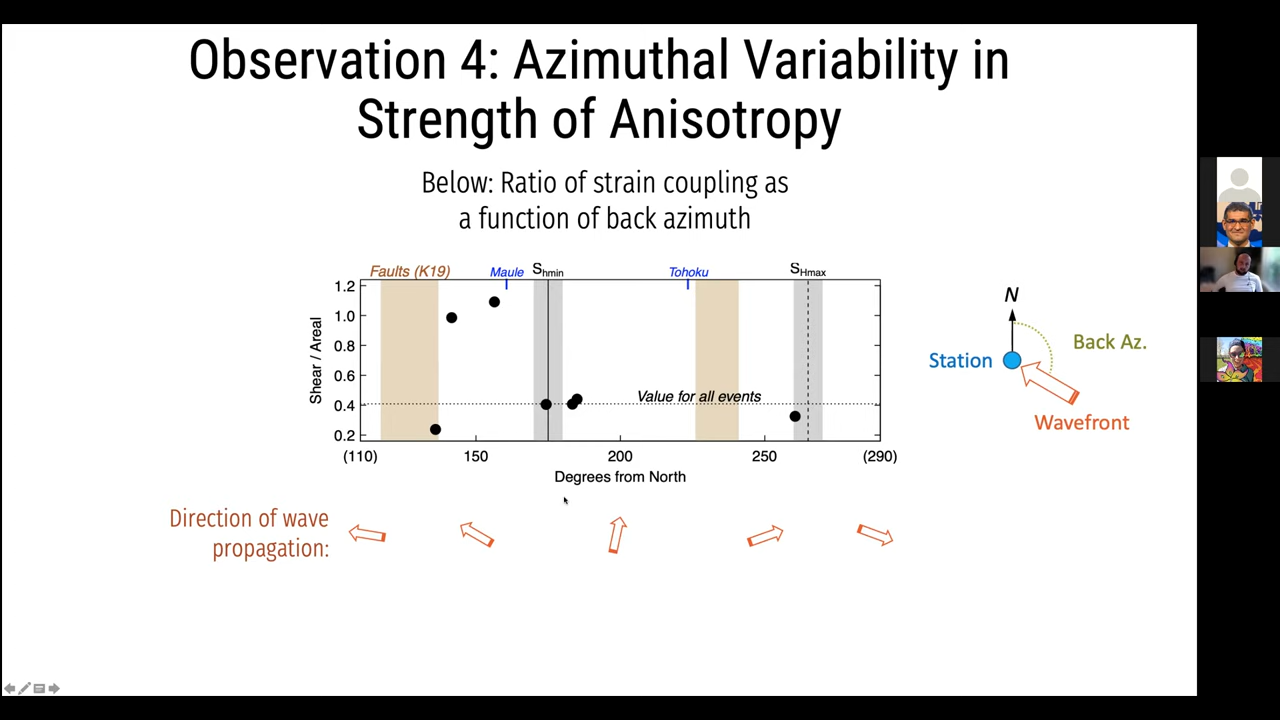 Observation 4: Azimuthal Variability in
Strength of Anisotropy
Below: Ratio of strain coupling as
a function of back azimuth
Faults (K19)
Maule
Shmin
Tohoku
SHmax
1.2
1.0
0.8
0.6
0.4
0.2
Shear / Areal
Value for all events
(110)
150
200
250
(290)
Degrees from North
N
Back Az.
Station
Wavefront
Direction of wave
propagation: